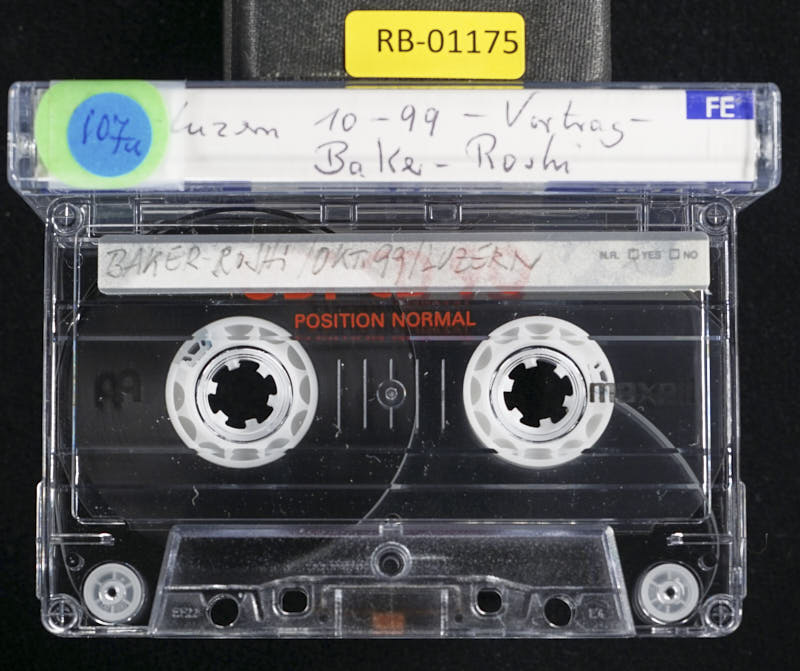 RB-01175
FE
107a
Luzern 10-99 - Vortrag -
Baker - Roshi
BAKER-ROSHI / OKT. 99 / LUZERN
N.R. YES NO
POSITION NORMAL
maxell